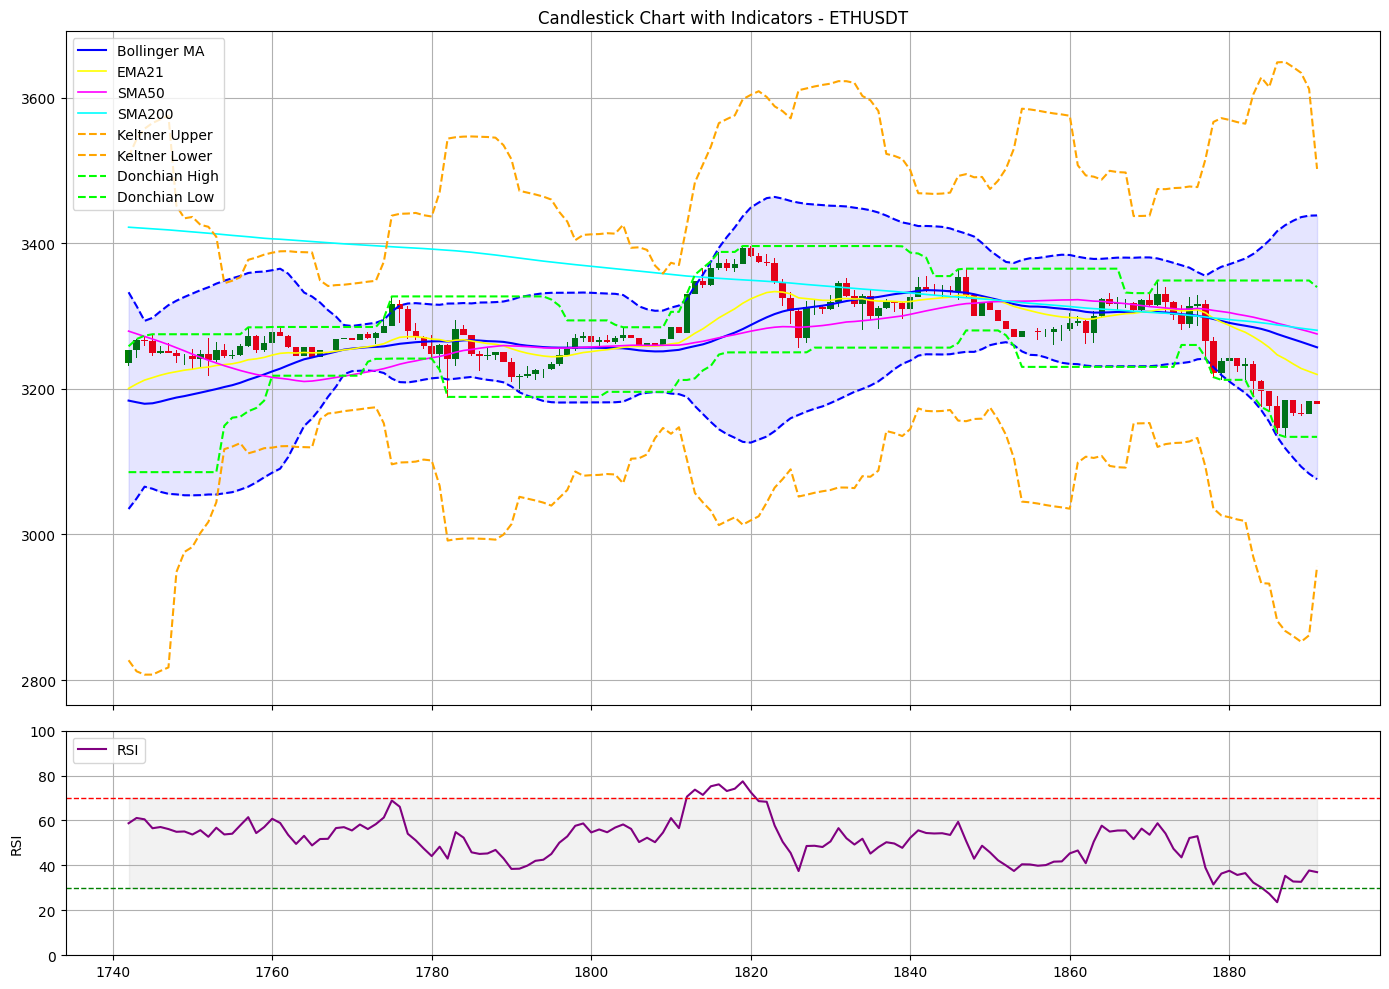 Candlestick Chart with Indicators - ETHUSDT
Bollinger MA
EMA21
SMA50
SMA200
Keltner Upper
Keltner Lower
Donchian High
Donchian Low
3600
3400
3200
3000
2800
RSI
100
80
60
40
20
0
RSI
1740 1760 1780 1800 1820 1840 1860 1880